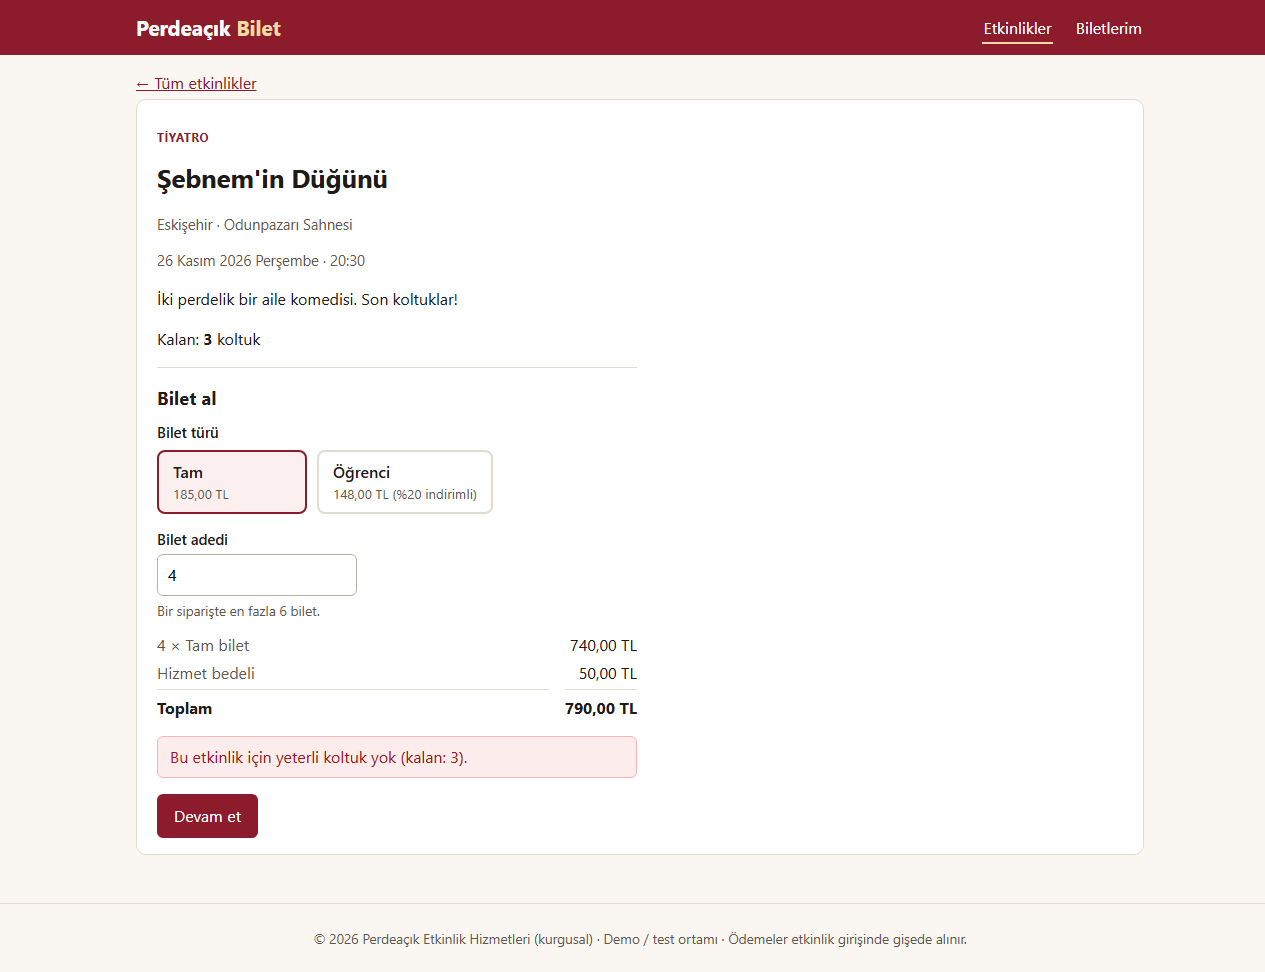 Perdeaçık Bilet
Etkinlikler
Biletlerim
← Tüm etkinlikler
TİYATRO
Şebnem'in Düğünü
Eskişehir · Odunpazarı Sahnesi
26 Kasım 2026 Perşembe · 20:30
İki perdelik bir aile komedisi. Son koltuklar!
Kalan: 3 koltuk
Bilet al
Bilet türü
Tam
185,00 TL
Öğrenci
148,00 TL (%20 indirimli)
Bilet adedi
4
Bir siparişte en fazla 6 bilet.
4 × Tam bilet 740,00 TL
Hizmet bedeli 50,00 TL
Toplam 790,00 TL
Bu etkinlik için yeterli koltuk yok (kalan: 3).
Devam et
© 2026 Perdeaçık Etkinlik Hizmetleri (kurgusal) · Demo / test ortamı · Ödemeler etkinlik girişinde gişede alınır.